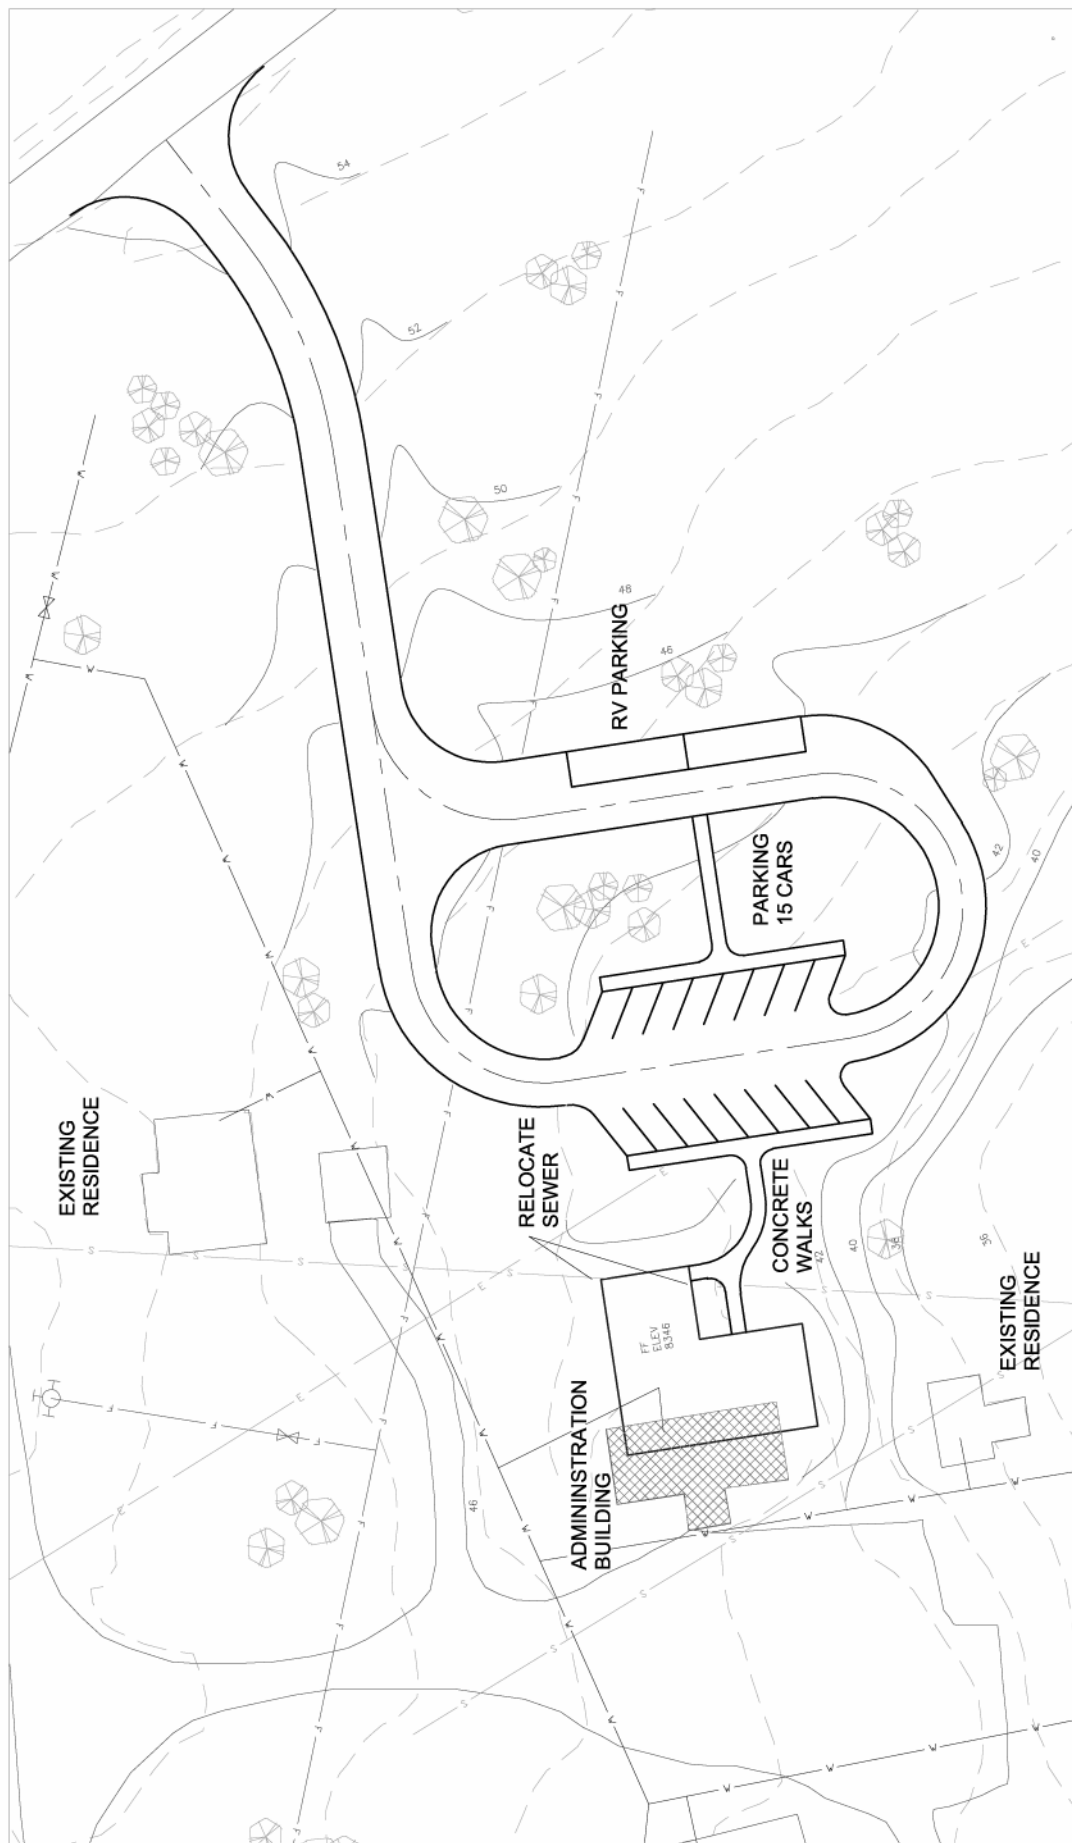 54
52
50
48
46
RV PARKING
PARKING
15 CARS
42
40
E
EXISTING
RESIDENCE
RELOCATE
SEWER
CONCRETE
WALKS
42
40
38
36
FF
ELEV
8346
EXISTING
RESIDENCE
ADMININSTRATION
BUILDING
46